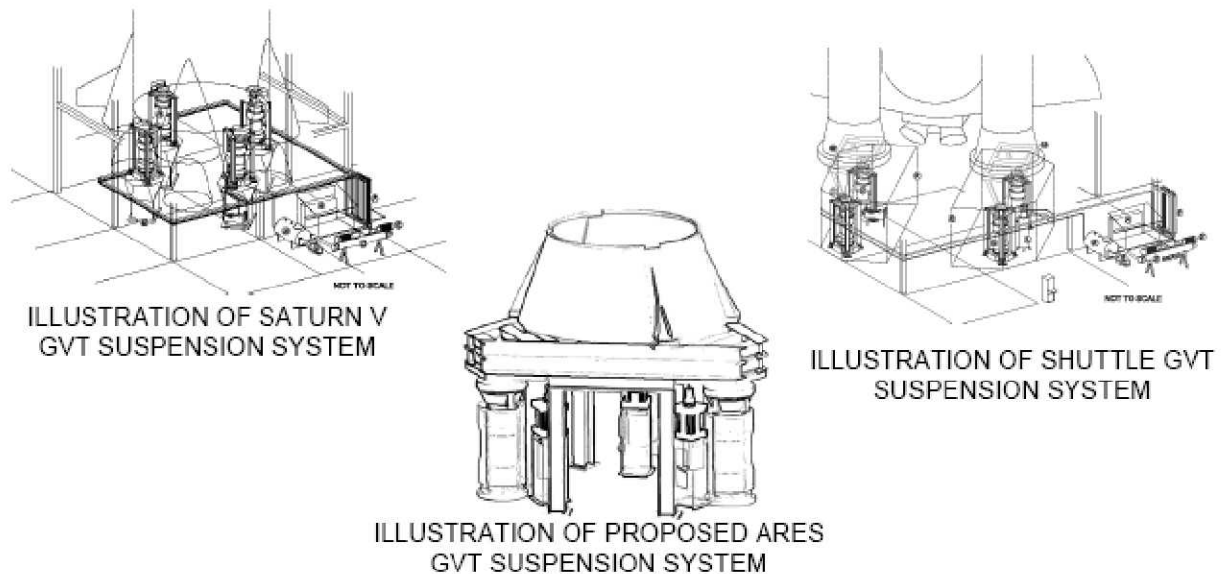 NOT TO SCALE
ILLUSTRATION OF SATURN V
GVT SUSPENSION SYSTEM
NOT TO SCALE
ILLUSTRATION OF SHUTTLE GVT
SUSPENSION SYSTEM
ILLUSTRATION OF PROPOSED ARES
GVT SUSPENSION SYSTEM